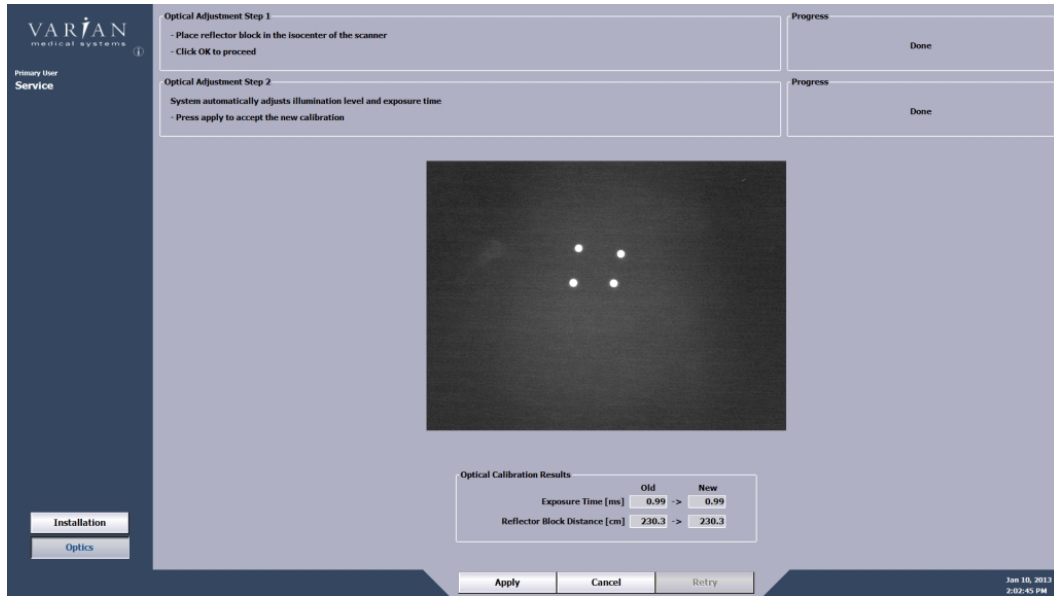 VARIAN
medical systems
Primary User
Service
Optical Adjustment Step 1
- Place reflector block in the isocenter of the scanner
- Click OK to proceed
Progress
Done
Optical Adjustment Step 2
System automatically adjusts illumination level and exposure time
- Press apply to accept the new calibration
Progress
Done
Optical Calibration Results
Old New
Exposure Time [ms] 0.99 -> 0.99
Reflector Block Distance [cm] 230.3 -> 230.3
Installation
Optics
Apply Cancel Retry
Jan 10, 2013
2:02:45 PM